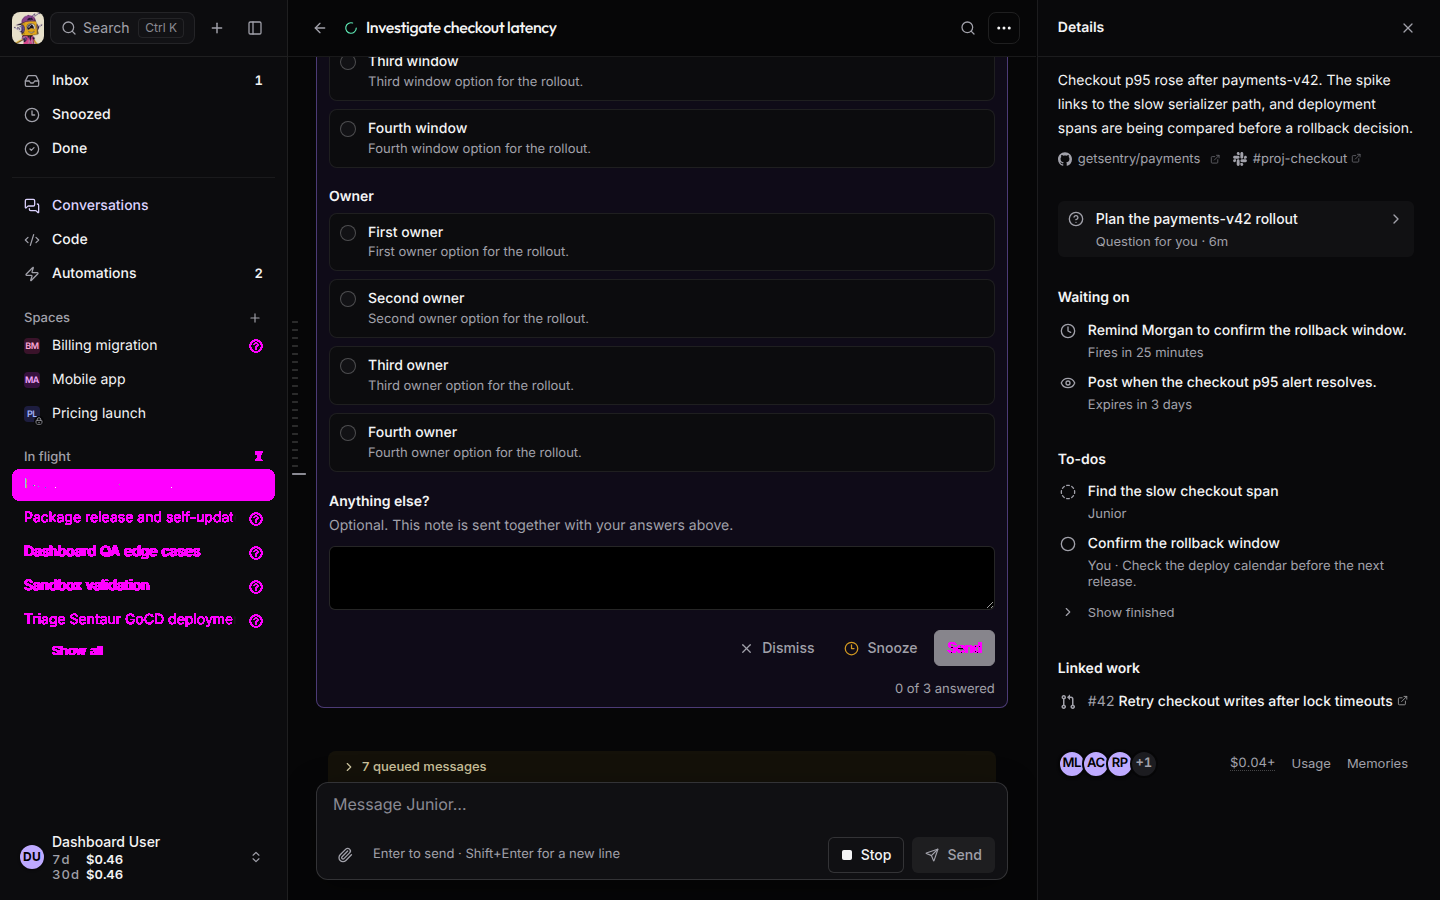 Search Ctrl K
Inbox 1
Snoozed
Done
Conversations
Code
Automations 2
Spaces
BM Billing migration
MA Mobile app
PL Pricing launch
In flight
Package release and self-updat
Dashboard QA edge cases
Sandbox validation
Triage Sentaur GoCD deployme
Show all
DU Dashboard User
7d $0.46
30d $0.46
Investigate checkout latency
Third window
Third window option for the rollout.
Fourth window
Fourth window option for the rollout.
Owner
First owner
First owner option for the rollout.
Second owner
Second owner option for the rollout.
Third owner
Third owner option for the rollout.
Fourth owner
Fourth owner option for the rollout.
Anything else?
Optional. This note is sent together with your answers above.
Dismiss Snooze Send
0 of 3 answered
7 queued messages
Message Junior...
Enter to send · Shift+Enter for a new line
Stop Send
Details
Checkout p95 rose after payments-v42. The spike
links to the slow serializer path, and deployment
spans are being compared before a rollback decision.
getsentry/payments #proj-checkout
Plan the payments-v42 rollout
Question for you · 6m
Waiting on
Remind Morgan to confirm the rollback window.
Fires in 25 minutes
Post when the checkout p95 alert resolves.
Expires in 3 days
To-dos
Find the slow checkout span
Junior
Confirm the rollback window
You · Check the deploy calendar before the next
release.
Show finished
Linked work
#42 Retry checkout writes after lock timeouts
ML AC RP +1 $0.04+ Usage Memories